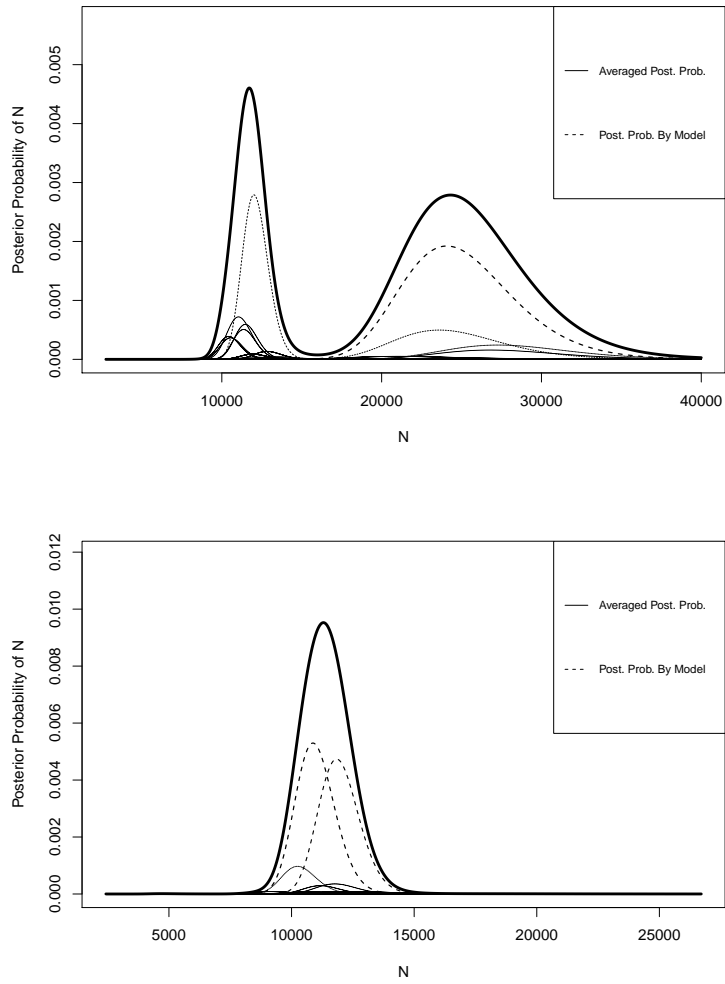 Posterior Probability of N
0.005
0.004
0.003
0.002
0.001
0.000
Averaged Post. Prob.
Post. Prob. By Model
10000
20000
30000
40000
N
Posterior Probability of N
0.012
0.010
0.008
0.006
0.004
0.002
0.000
Averaged Post. Prob.
Post. Prob. By Model
5000
10000
15000
20000
25000
N